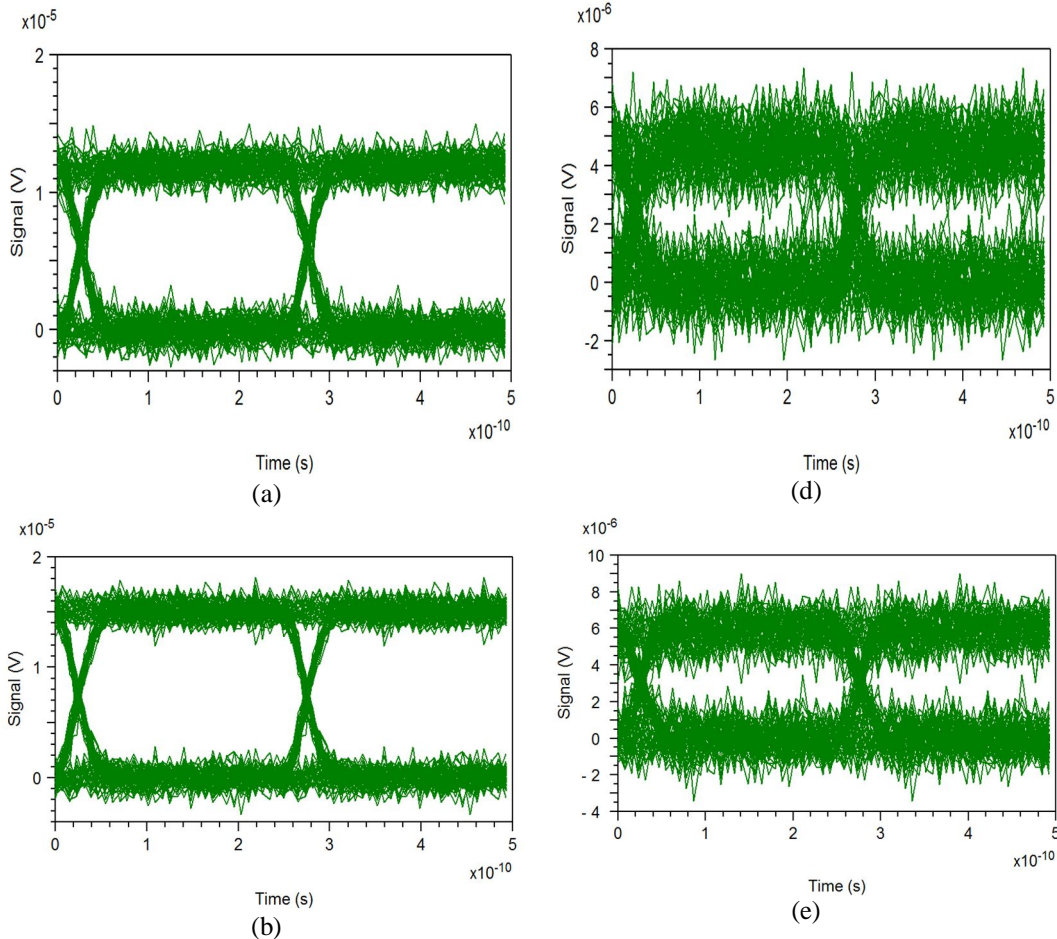 x10-5
2
1
0
Signal (V)
0 1 2 3 4 5
x10-10
Time (s)
(a)
x10-6
8
6
4
2
0
-2
Signal (V)
0 1 2 3 4 5
x10-10
Time (s)
(d)
x10-5
2
1
0
Signal (V)
0 1 2 3 4 5
x10-10
Time (s)
(b)
x10-6
10
8
6
4
2
0
- 2
- 4
Signal (V)
0 1 2 3 4 5
x10-10
Time (s)
(e)